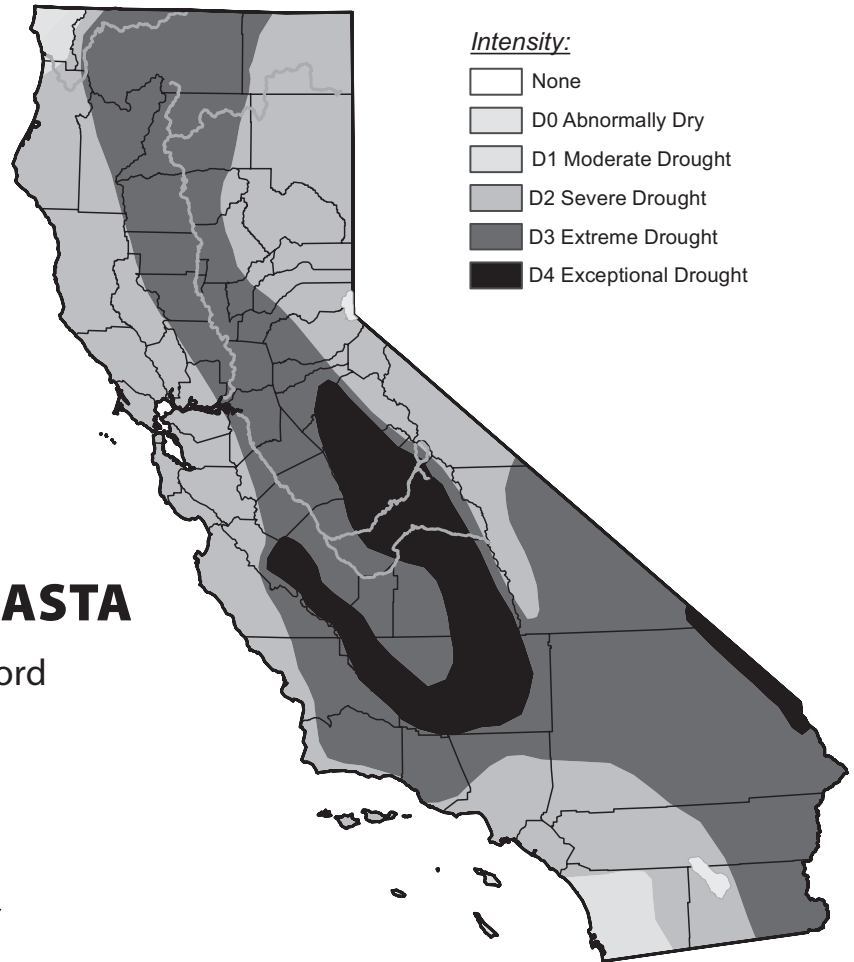 Intensity:
None
D0 Abnormally Dry
D1 Moderate Drought
D2 Severe Drought
D3 Extreme Drought
D4 Exceptional Drought
ASTA
ord